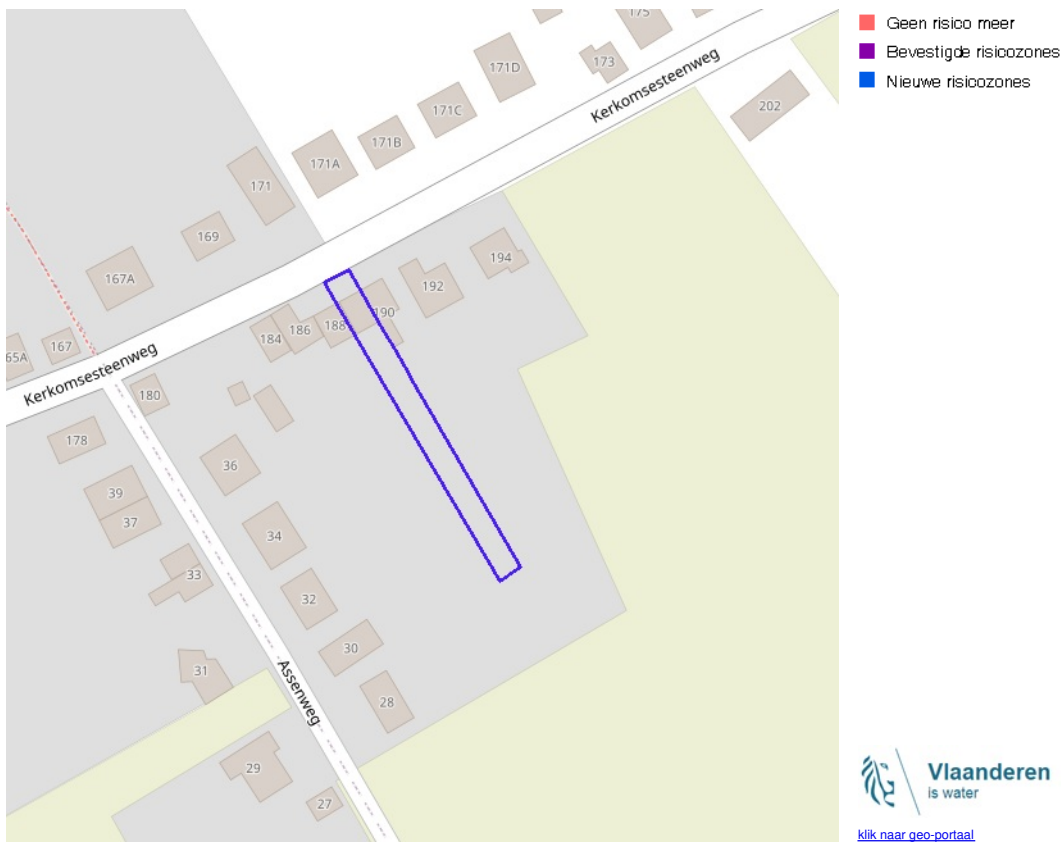 Geen risico meer
Bevestigde risicozones
Nieuwe risicozones
175
171D
173
171C
Kerkomsesteenweg
202
171B
171A
171
169
194
167A
192
190
188
186
184
167
65A
Kerkomsesteenweg
180
178
36
39
37
34
33
32
30
31
Assenweg
28
29
27
Vlaanderen
is water
klik naar geo-portaal